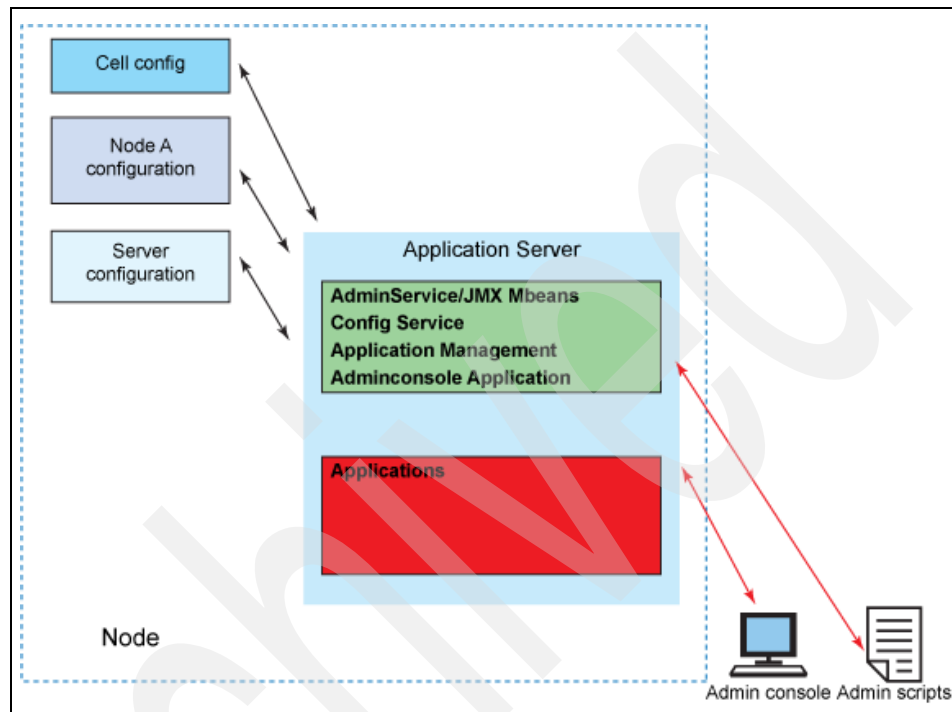 Cell config
Node A
configuration
Server
configuration
Application Server
AdminService/JMX Mbeans
Config Service
Application Management
Adminconsole Application
Applications
Node
Admin console
Admin scripts